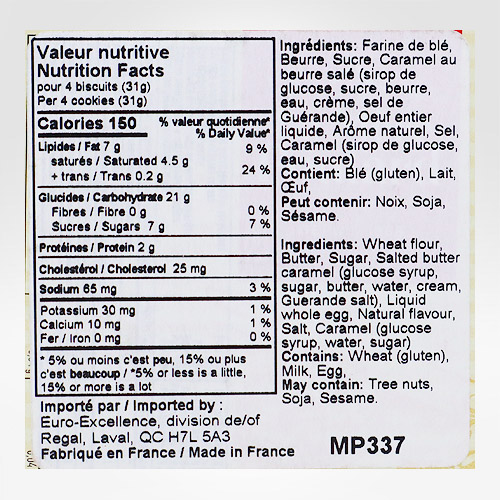 Valeur nutritive
Nutrition Facts
pour 4 biscuits (31g)
Per 4 cookies (31g)
Calories 150
% valeur quotidienne*
% Daily Value*
Lipides / Fat 7 g 9 %
saturés / Saturated 4.5 g
+ trans / Trans 0.2 g 24 %
Glucides / Carbohydrate 21 g
Fibres / Fibre 0 g 0 %
Sucres / Sugars 7 g 7 %
Protéines / Protein 2 g
Cholestérol / Cholesterol 25 mg
Sodium 65 mg 3 %
Potassium 30 mg 1 %
Calcium 10 mg 1 %
Fer / Iron 0 mg 0 %
* 5% ou moins c'est peu, 15% ou plus
c'est beaucoup / *5% or less is a little,
15% or more is a lot
Importé par / Imported by :
Euro-Excellence, division de/of
Regal, Laval, QC H7L 5A3
Fabriqué en France / Made in France
Ingrédients: Farine de blé,
Beurre, Sucre, Caramel au
beurre salé (sirop de
glucose, sucre, beurre,
eau, crème, sel de
Guérande), Oeuf entier
liquide, Arôme naturel, Sel,
Caramel (sirop de glucose,
eau, sucre)
Contient: Blé (gluten), Lait,
Œuf,
Peut contenir: Noix, Soja,
Sésame.
Ingredients: Wheat flour,
Butter, Sugar, Salted butter
caramel (glucose syrup,
sugar, butter, water, cream,
Guerande salt), Liquid
whole egg, Natural flavour,
Salt, Caramel (glucose
syrup, water, sugar)
Contains: Wheat (gluten),
Milk, Egg,
May contain: Tree nuts,
Soja, Sesame.
MP337